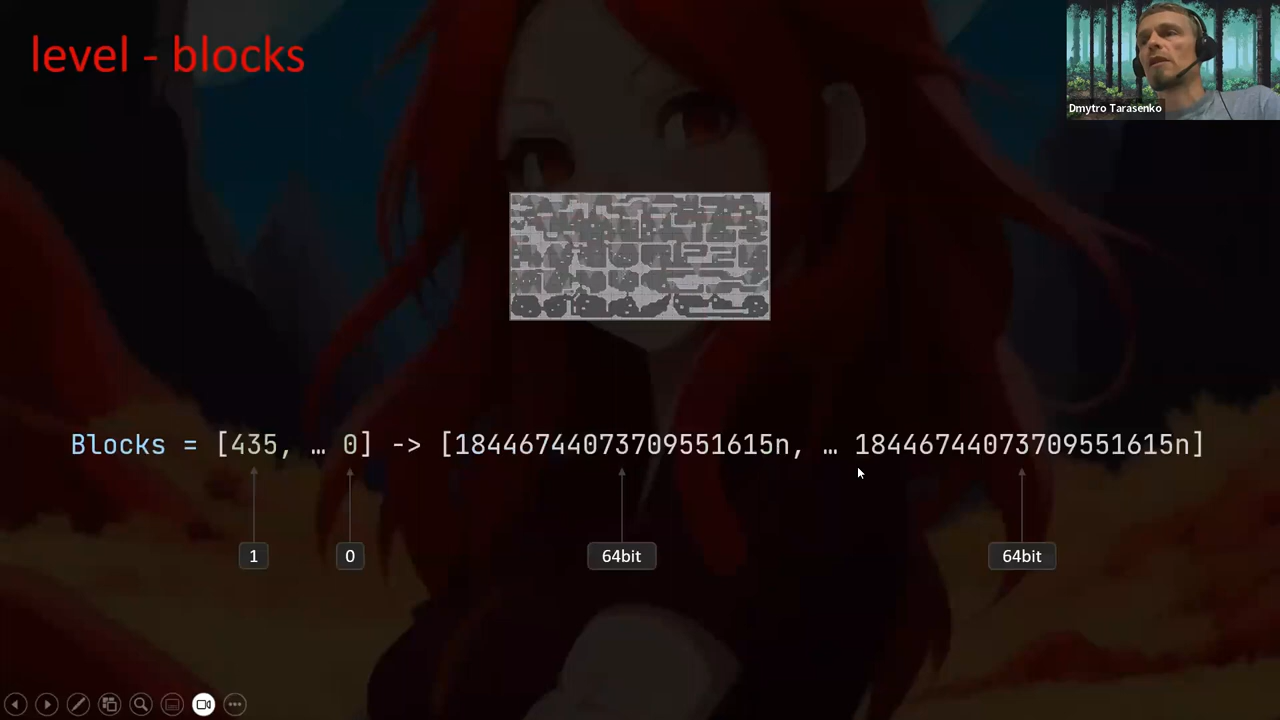 level - blocks
Dmytro Tarasenko
Blocks = [435, … 0] -> [18446744073709551615n, … 18446744073709551615n]
1 0 64bit 64bit